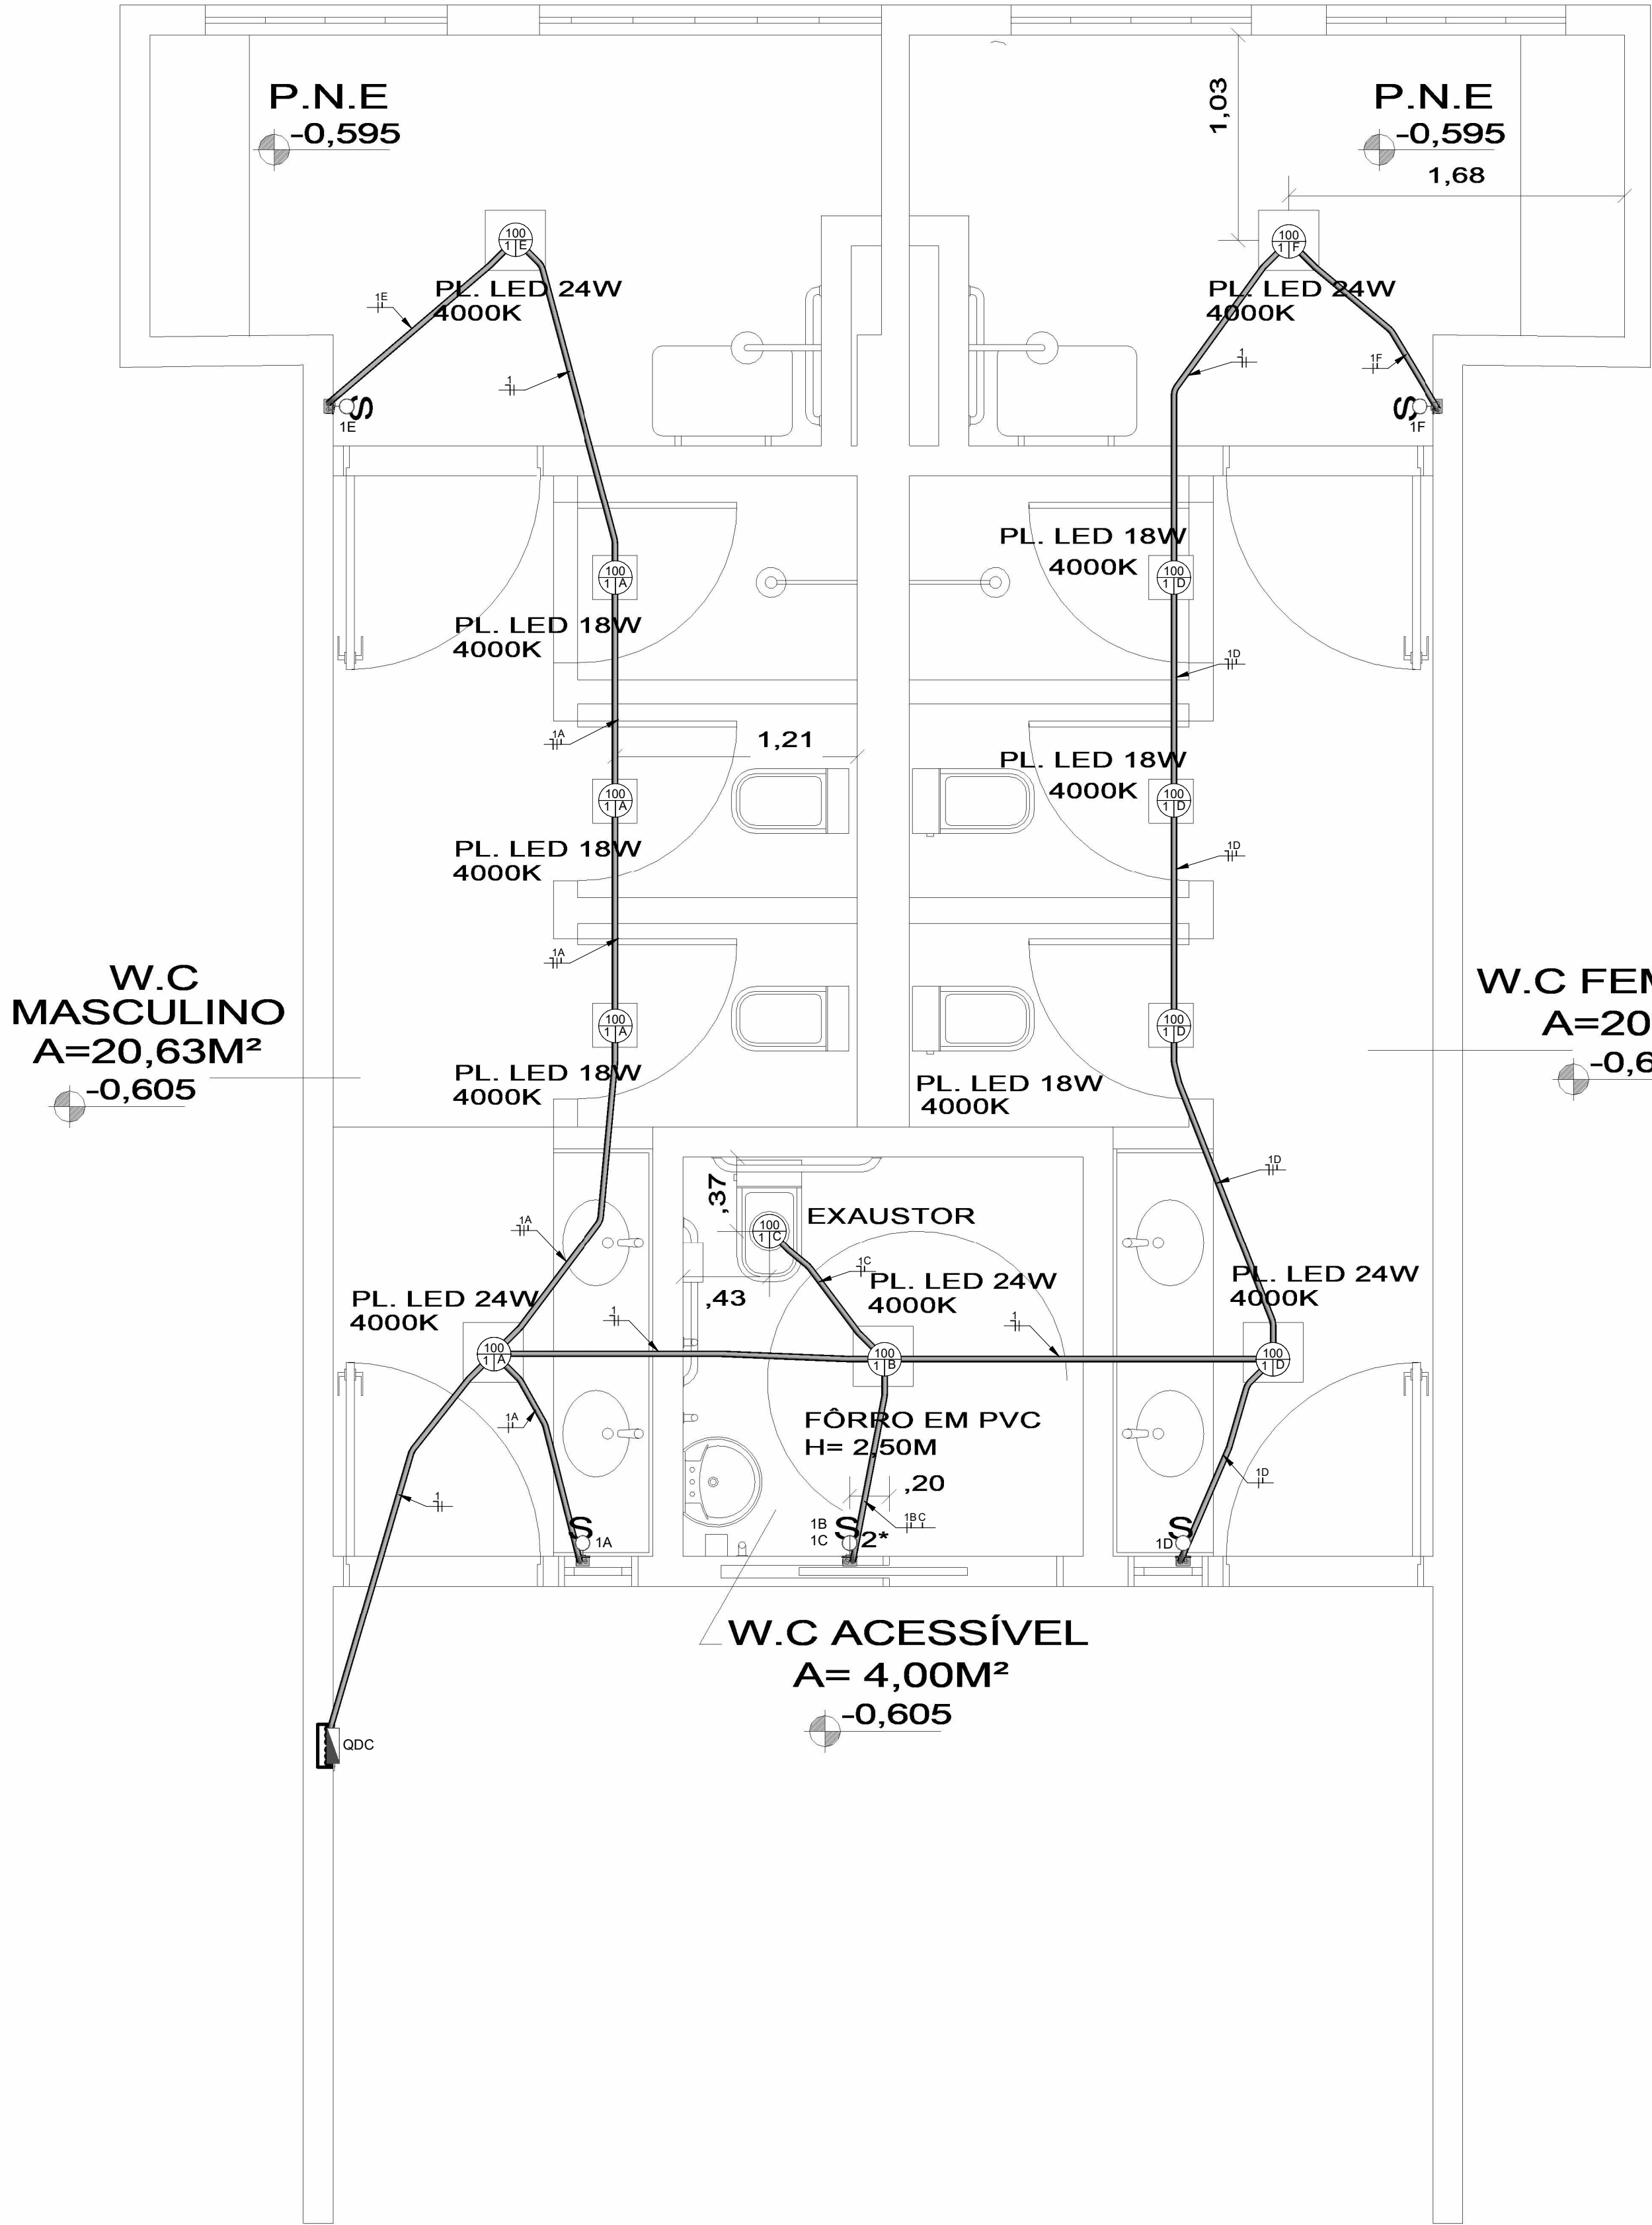 P.N.E
-0,595
1,03
P.N.E
-0,595
1,68
100
1 E
100
1 F
PL. LED 24W
4000K
PL. LED 24W
4000K
1E
1
1
1F
S
1E
S
1F
PL. LED 18W
4000K
100
1 A
100
1 D
PL. LED 18W
4000K
1D
1A
1,21
PL. LED 18W
4000K
100
1 A
100
1 D
PL. LED 18W
4000K
1D
1A
W.C
MASCULINO
A=20,63M²
-0,605
W.C FEM
A=20
-0,6
100
1 A
100
1 D
PL. LED 18W
4000K
PL. LED 18W
4000K
1D
,37
EXAUSTOR
100
1 C
1A
1C
PL. LED 24W
4000K
PL. LED 24W
4000K
,43
PL. LED 24W
4000K
1
1
100
1 A
100
1 B
100
1 D
1A
FÔRRO EM PVC
H= 2,50M
,20
1D
1
1B C
S
1A
1B
1C
S
2*
S
1D
W.C ACESSÍVEL
A= 4,00M²
-0,605
QDC